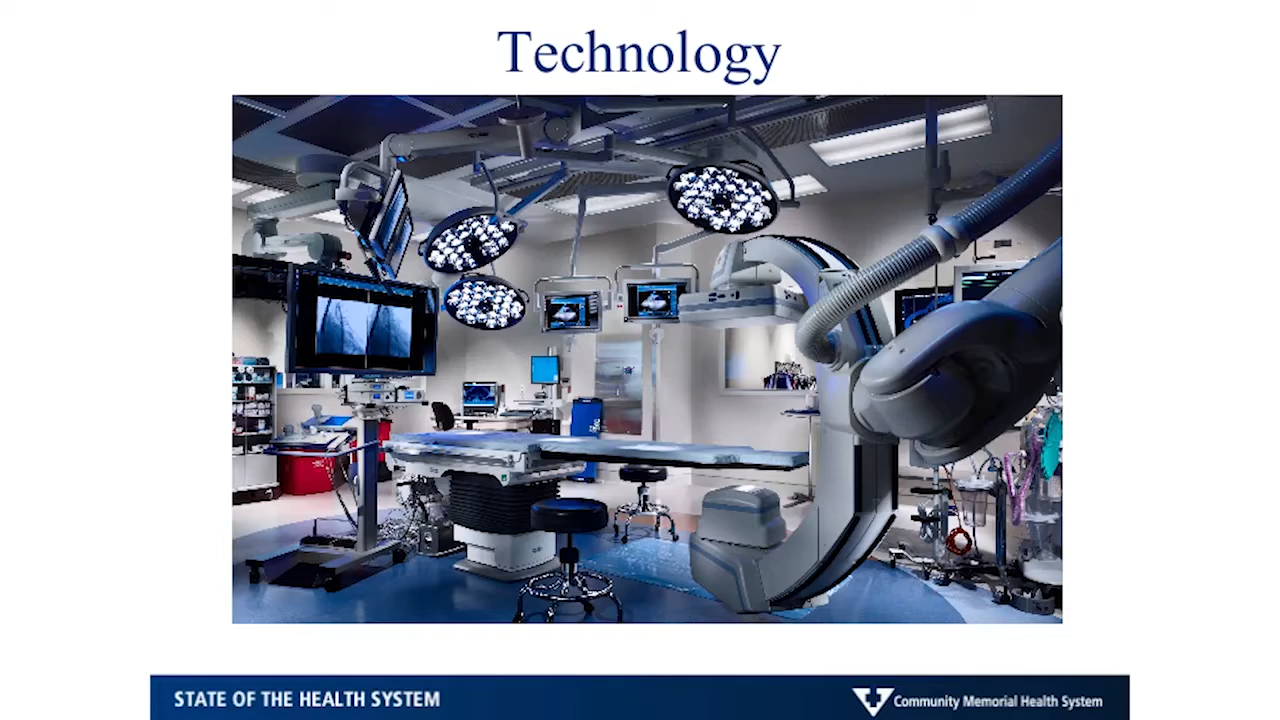 Technology
STATE OF THE HEALTH SYSTEM
Community Memorial Health System